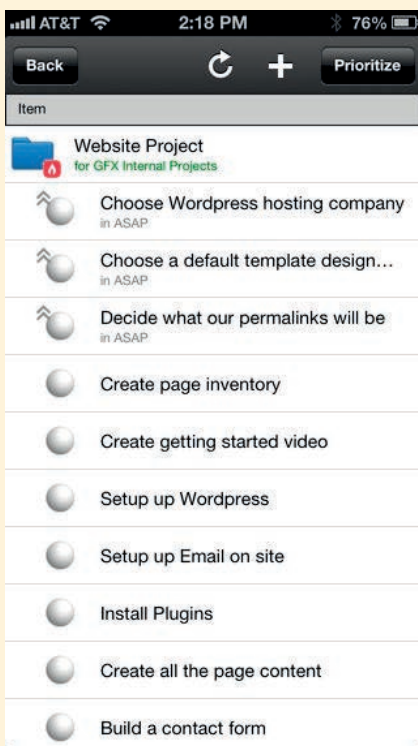 AT&T 2:18 PM 76%
Back Prioritize
Item
Website Project
for GFX Internal Projects
Choose Wordpress hosting company
in ASAP
Choose a default template design...
in ASAP
Decide what our permalinks will be
in ASAP
Create page inventory
Create getting started video
Setup up Wordpress
Setup up Email on site
Install Plugins
Create all the page content
Build a contact form